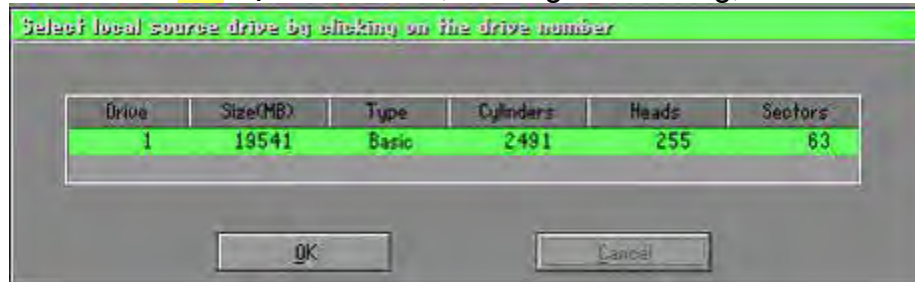 Select local source drive by clicking on the drive number
Drive Size(MB) Type Cylinders Heads Sectors
1 19541 Basic 2491 255 63
OK
Cancel